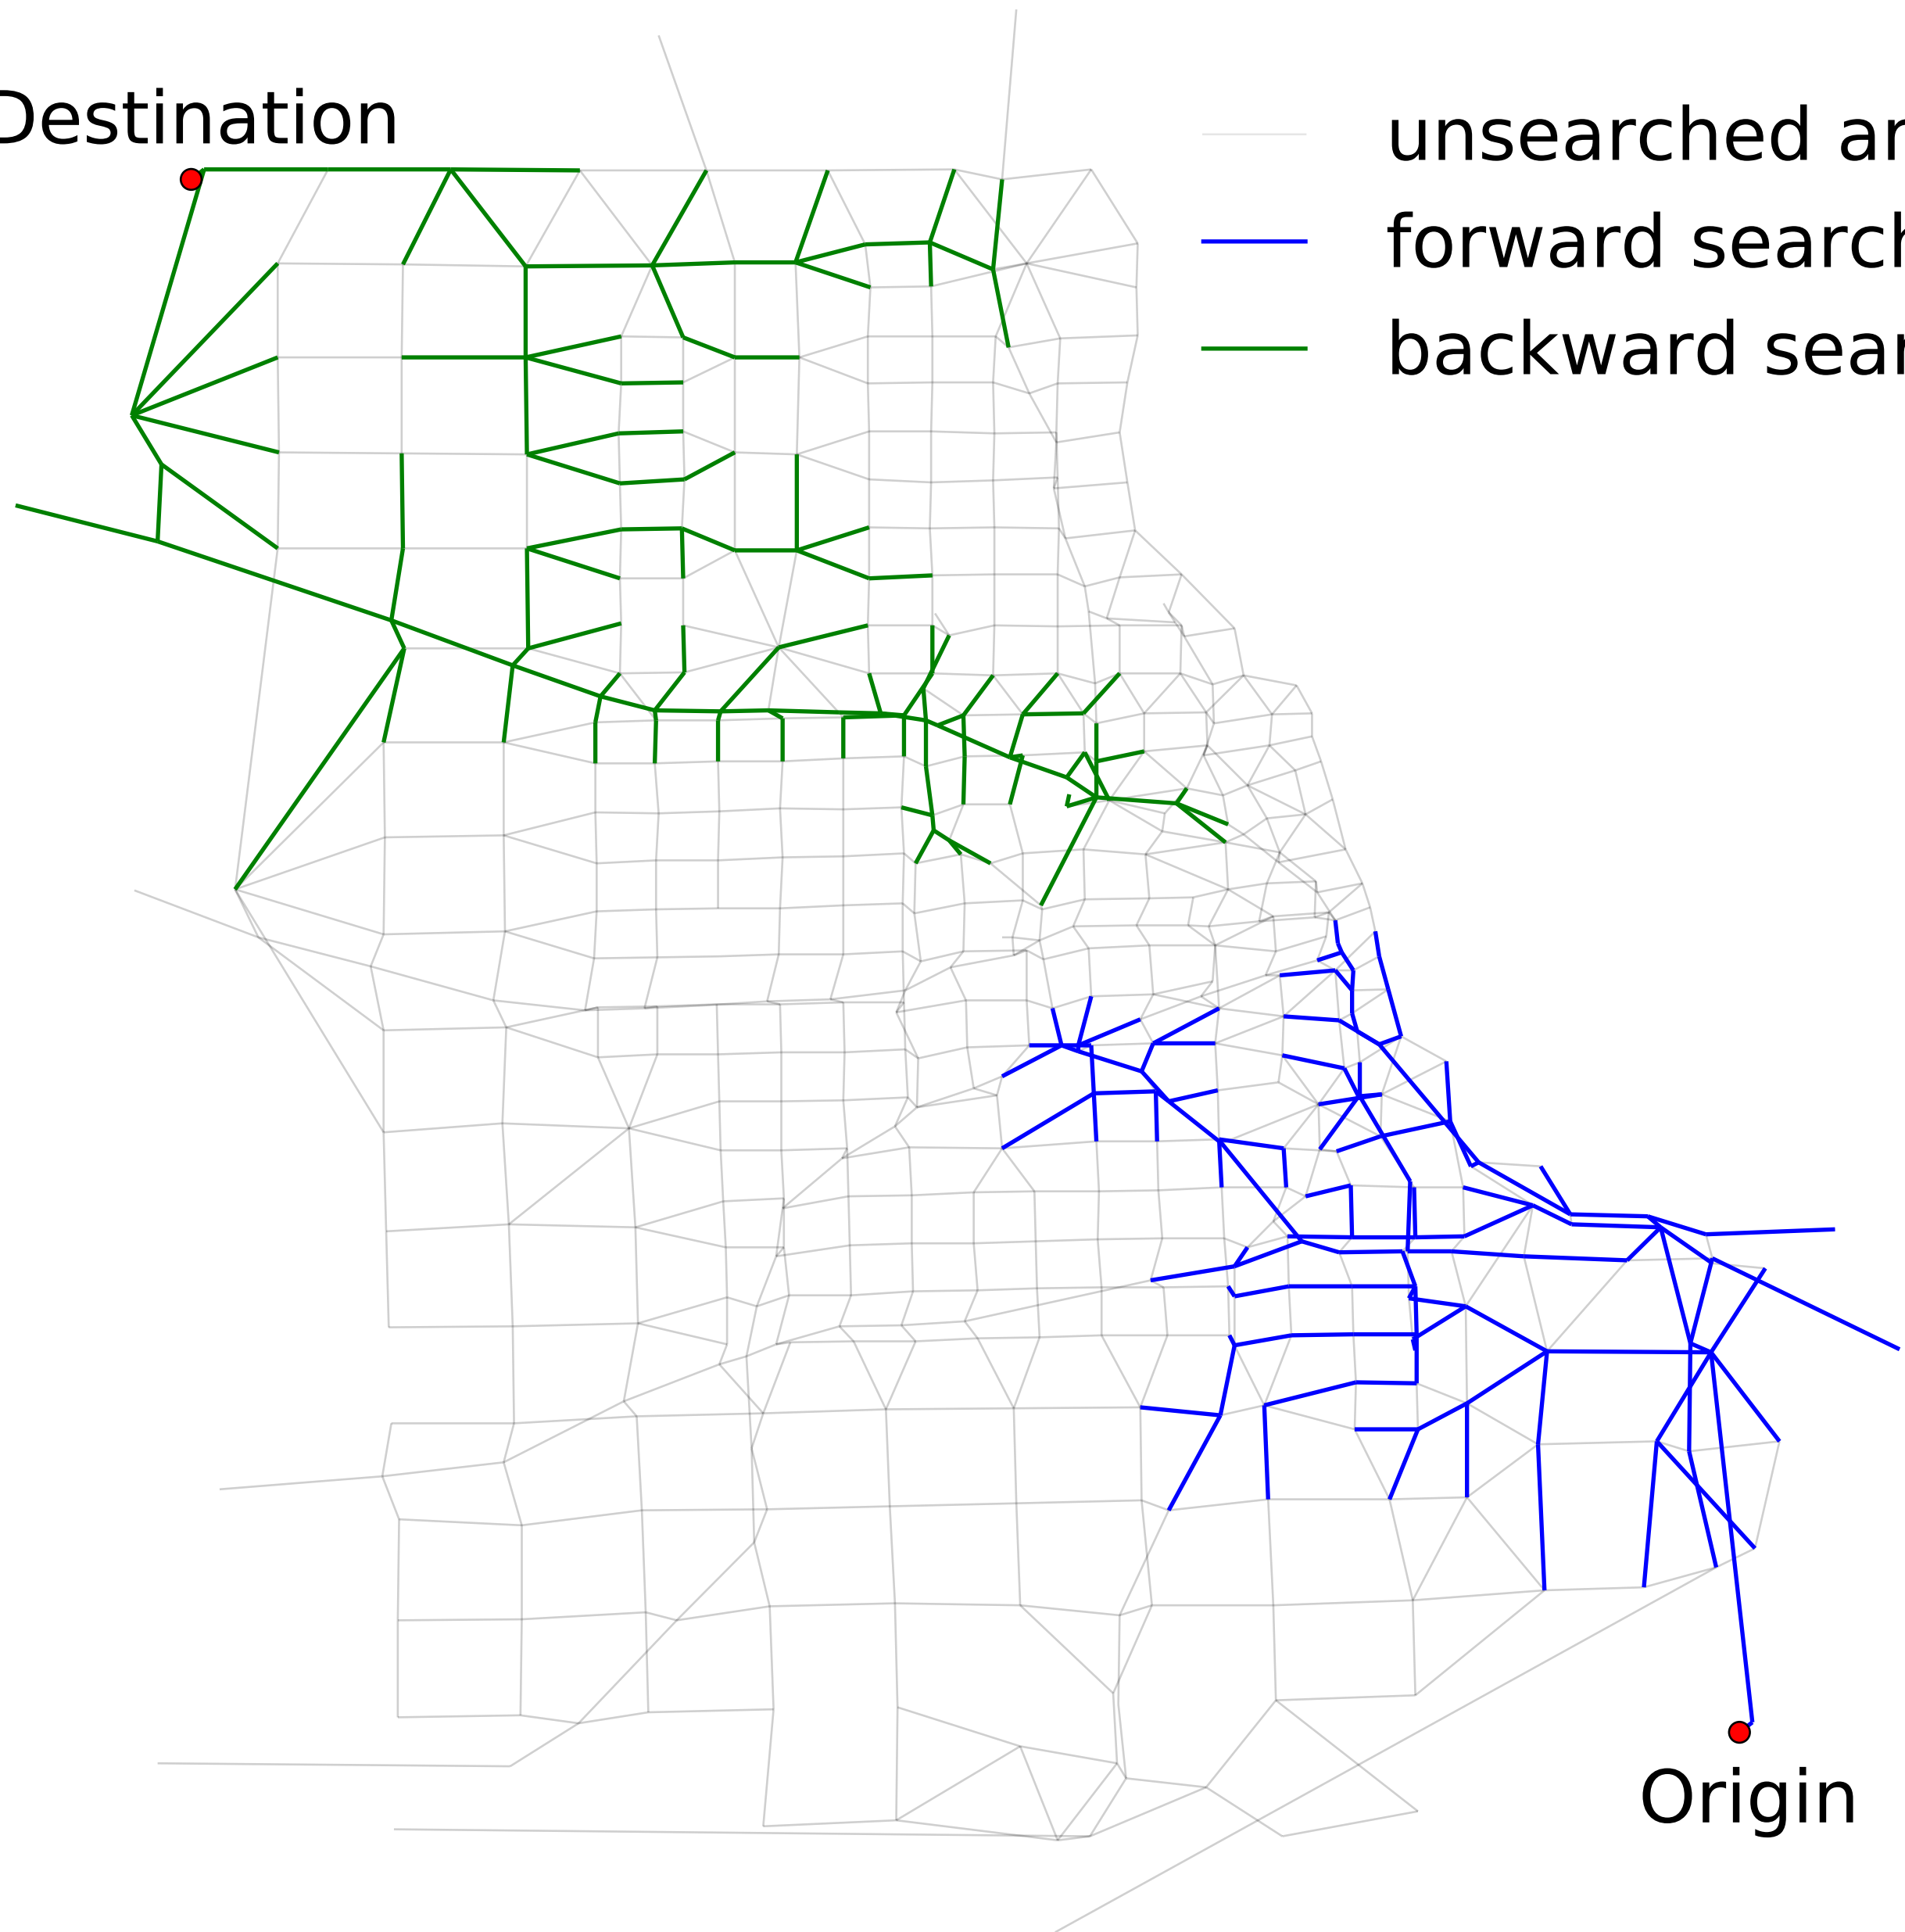 Destination
unsearched ar
forward search
backward sear
Origin